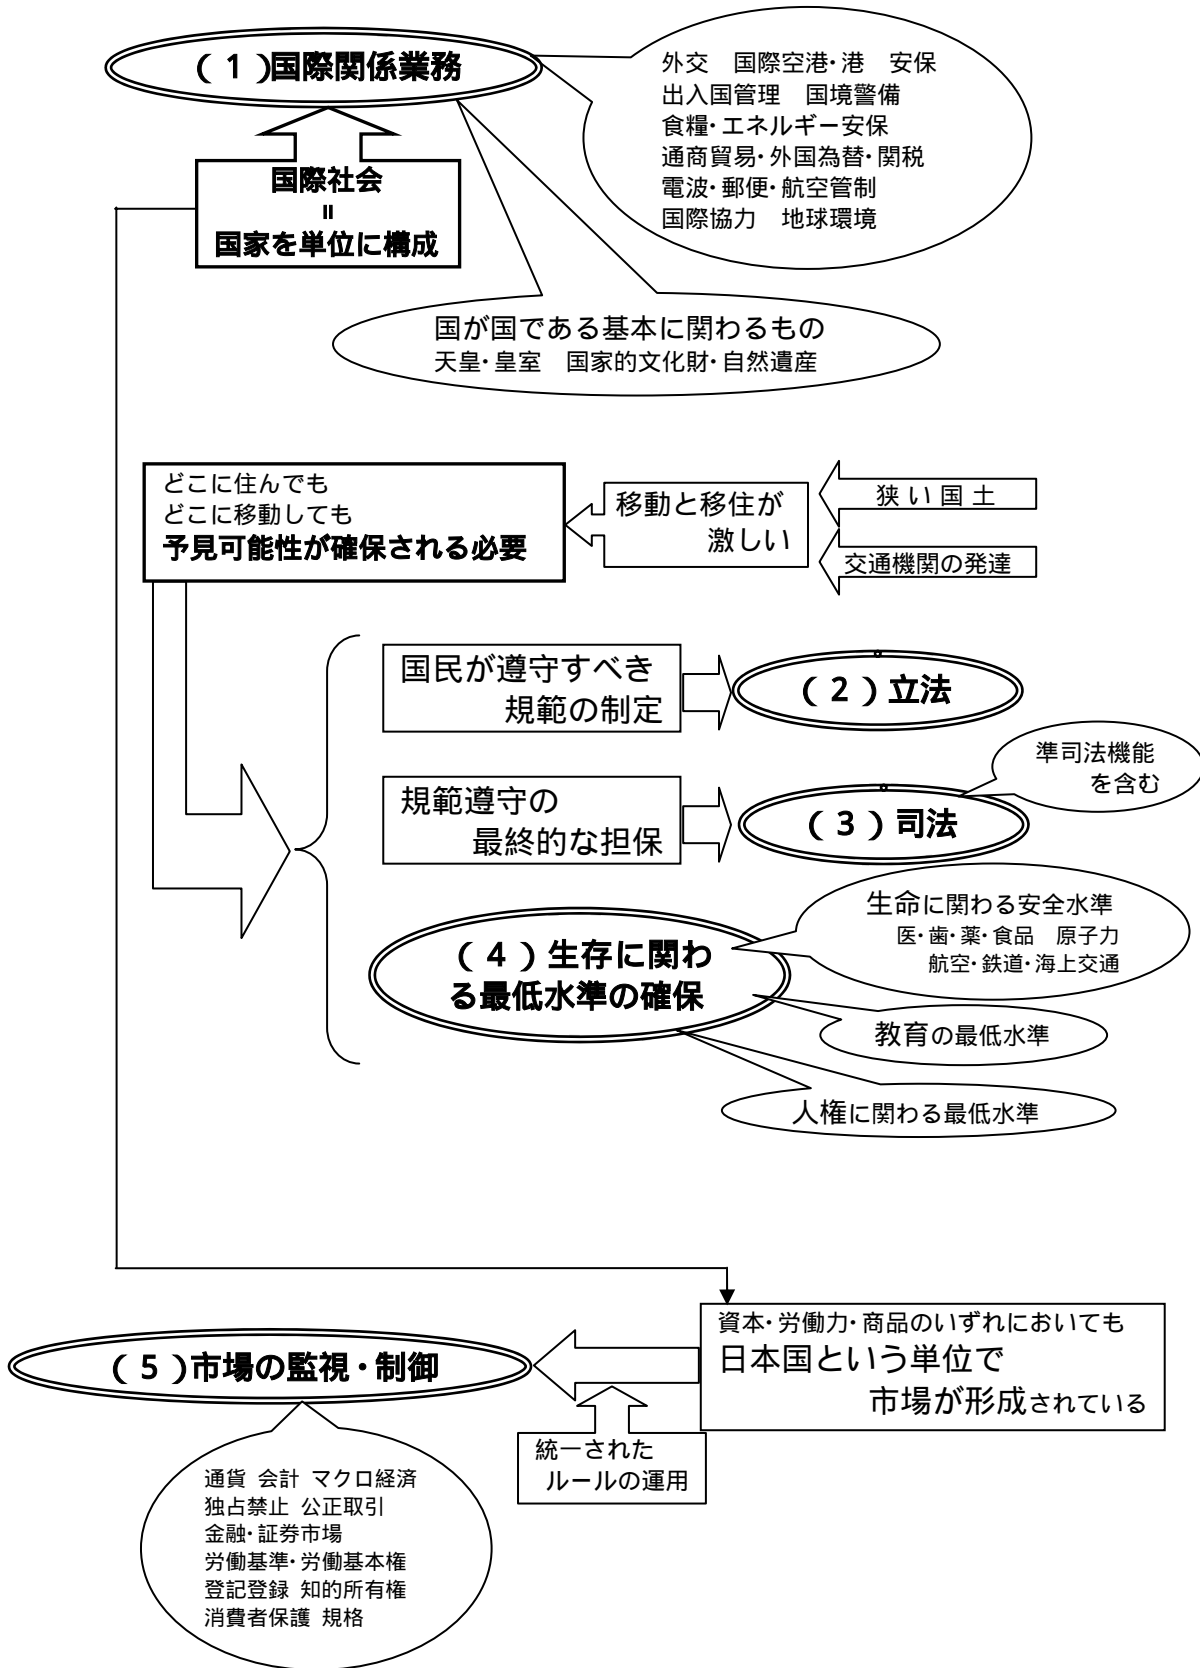 （１）国際関係業務
外交　国際空港・港　安保
出入国管理　国境警備
食糧・エネルギー安保
通商貿易・外国為替・関税
電波・郵便・航空管制
国際協力　地球環境
国際社会
＝
国家を単位に構成
国が国である基本に関わるもの
天皇・皇室　国家的文化財・自然遺産
どこに住んでも
どこに移動しても
予見可能性が確保される必要
移動と移住が
激しい
狭い国土
交通機関の発達
国民が遵守すべき
規範の制定
（２）立法
規範遵守の
最終的な担保
（３）司法
準司法機能
を含む
（４）生存に関わ
る最低水準の確保
生命に関わる安全水準
医・歯・薬・食品　原子力
航空・鉄道・海上交通
教育の最低水準
人権に関わる最低水準
資本・労働力・商品のいずれにおいても
日本国という単位で
市場が形成されている
（５）市場の監視・制御
統一された
ルールの運用
通貨 会計 マクロ経済
独占禁止 公正取引
金融・証券市場
労働基準・労働基本権
登記登録 知的所有権
消費者保護 規格